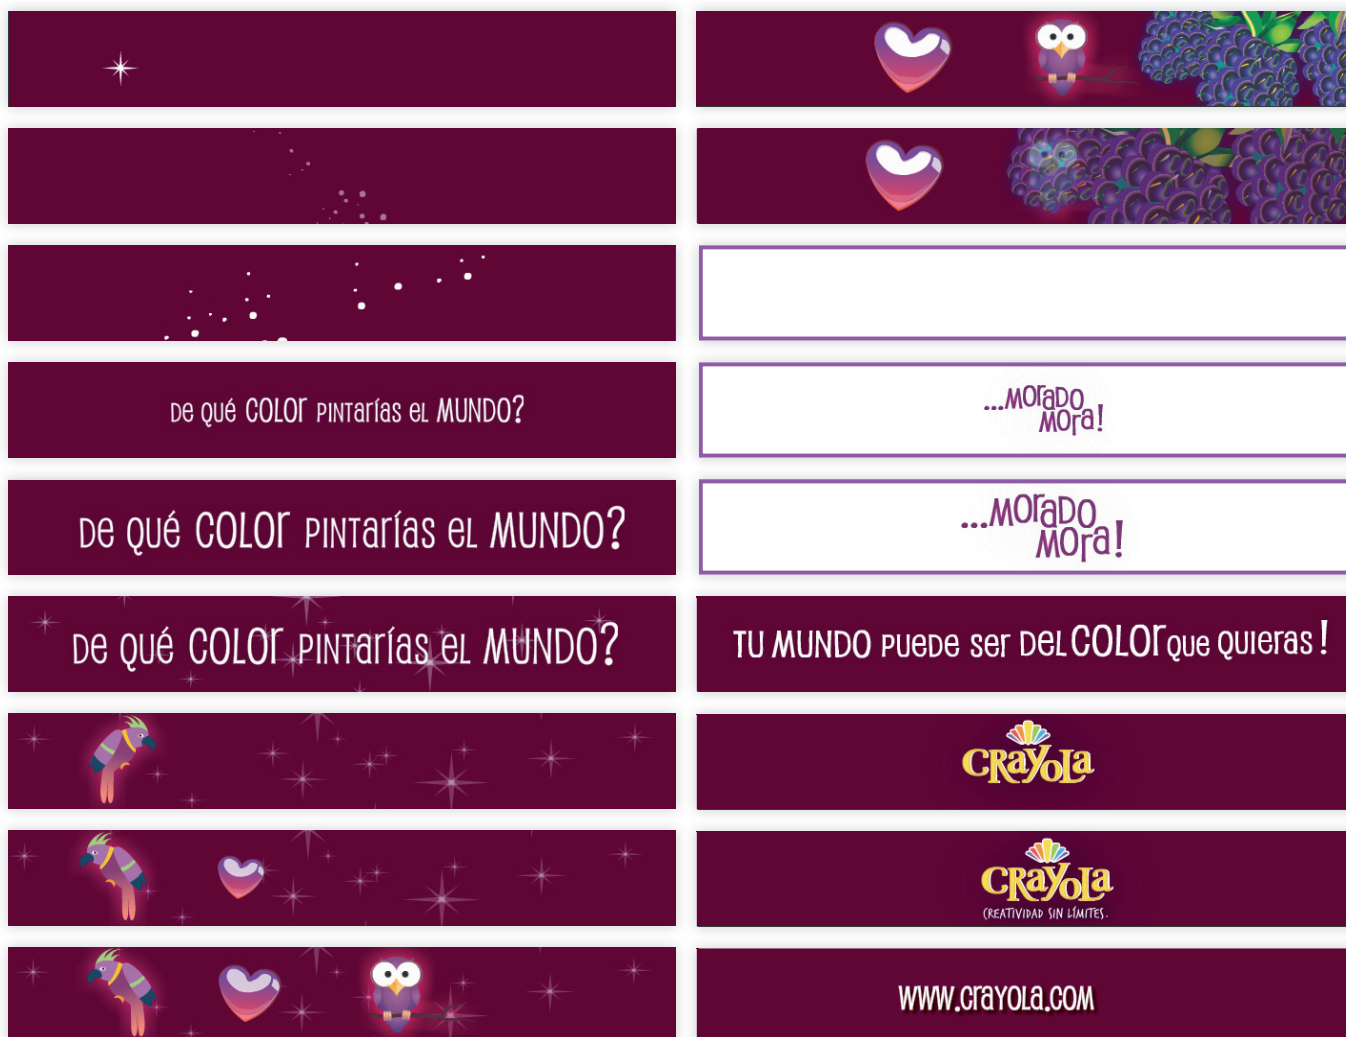 De qué COLOR PINTarías el MUNDO?
De qué COLOR PINTarías el MUNDO?
De qué COLOR PINTarías el MUNDO?
...MOraDO
MOra!
...MOraDO
MOra!
TU MUNDO PUeDe ser Del COLOR que quieras!
Crayola
Crayola
CREATIVIDAD SIN LÍMITES.
www.crayola.com